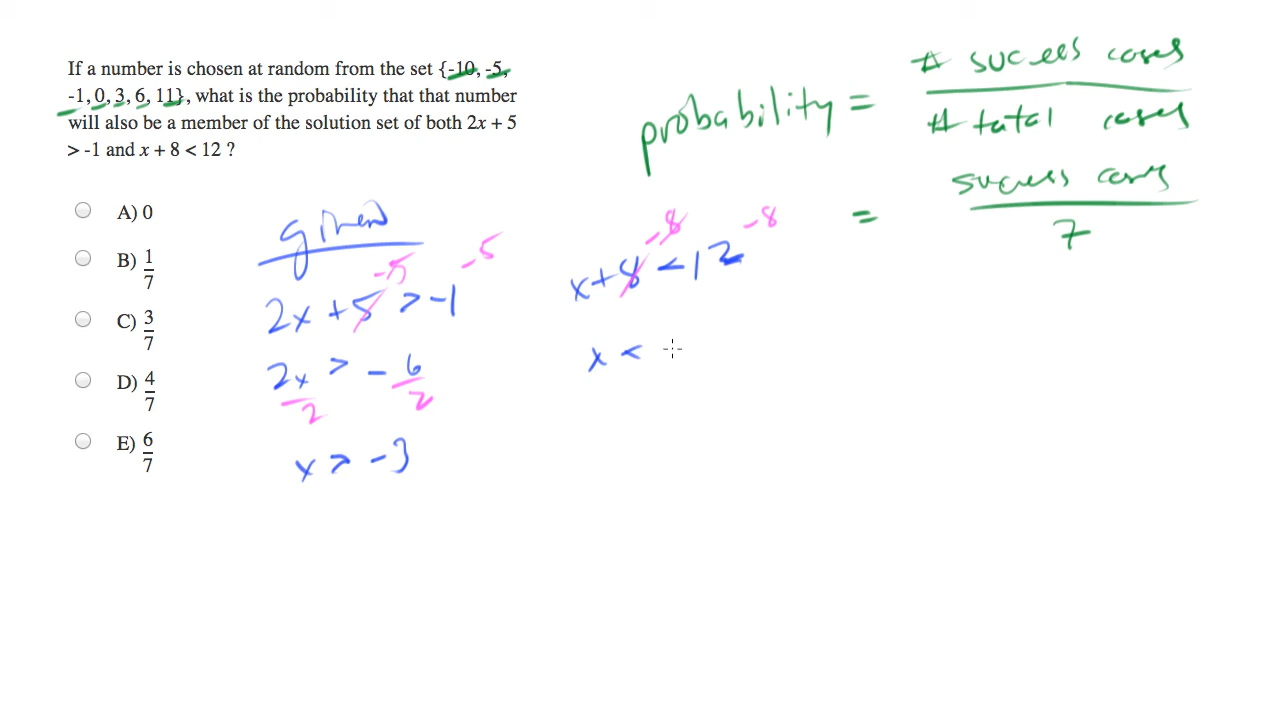 If a number is chosen at random from the set {-10, -5,
-1, 0, 3, 6, 11}, what is the probability that that number
will also be a member of the solution set of both 2x + 5
> -1 and x + 8 < 12 ?
A) 0
B) 1/7
C) 3/7
D) 4/7
E) 6/7
given
-5 -5
2x + 5 > -1
2x > -6
2 2
x > -3
-8 -8
x + 8 < 12
x <
probability = # succees cases
# total cases
= success cases
7